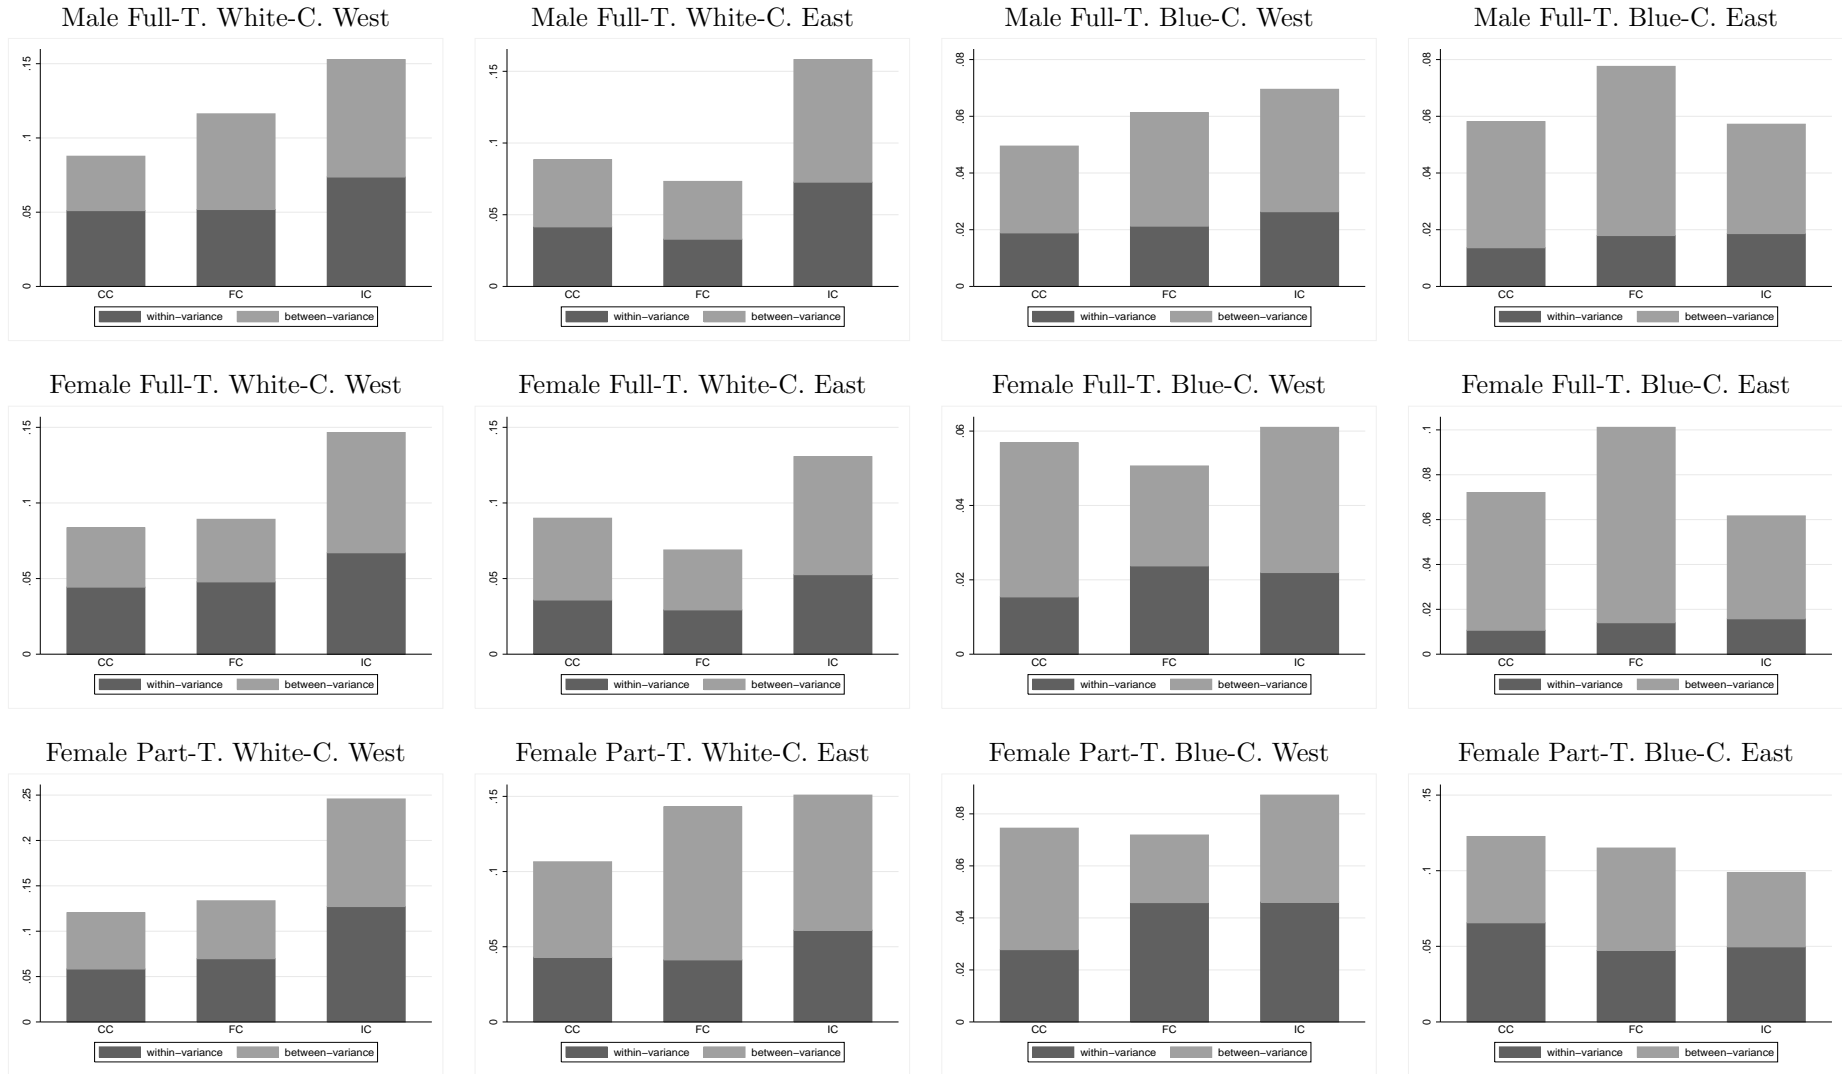 Male Full-T. White-C. West
.15
.1
.05
0
CC FC IC
within−variance between−variance
Male Full-T. White-C. East
.15
.1
.05
0
CC FC IC
within−variance between−variance
Male Full-T. Blue-C. West
.08
.06
.04
.02
0
CC FC IC
within−variance between−variance
Male Full-T. Blue-C. East
.08
.06
.04
.02
0
CC FC IC
within−variance between−variance
Female Full-T. White-C. West
.15
.1
.05
0
CC FC IC
within−variance between−variance
Female Full-T. White-C. East
.15
.1
.05
0
CC FC IC
within−variance between−variance
Female Full-T. Blue-C. West
.06
.04
.02
0
CC FC IC
within−variance between−variance
Female Full-T. Blue-C. East
.1
.08
.06
.04
.02
0
CC FC IC
within−variance between−variance
Female Part-T. White-C. West
.25
.2
.15
.1
.05
0
CC FC IC
within−variance between−variance
Female Part-T. White-C. East
.15
.1
.05
0
CC FC IC
within−variance between−variance
Female Part-T. Blue-C. West
.08
.06
.04
.02
0
CC FC IC
within−variance between−variance
Female Part-T. Blue-C. East
.15
.1
.05
0
CC FC IC
within−variance between−variance